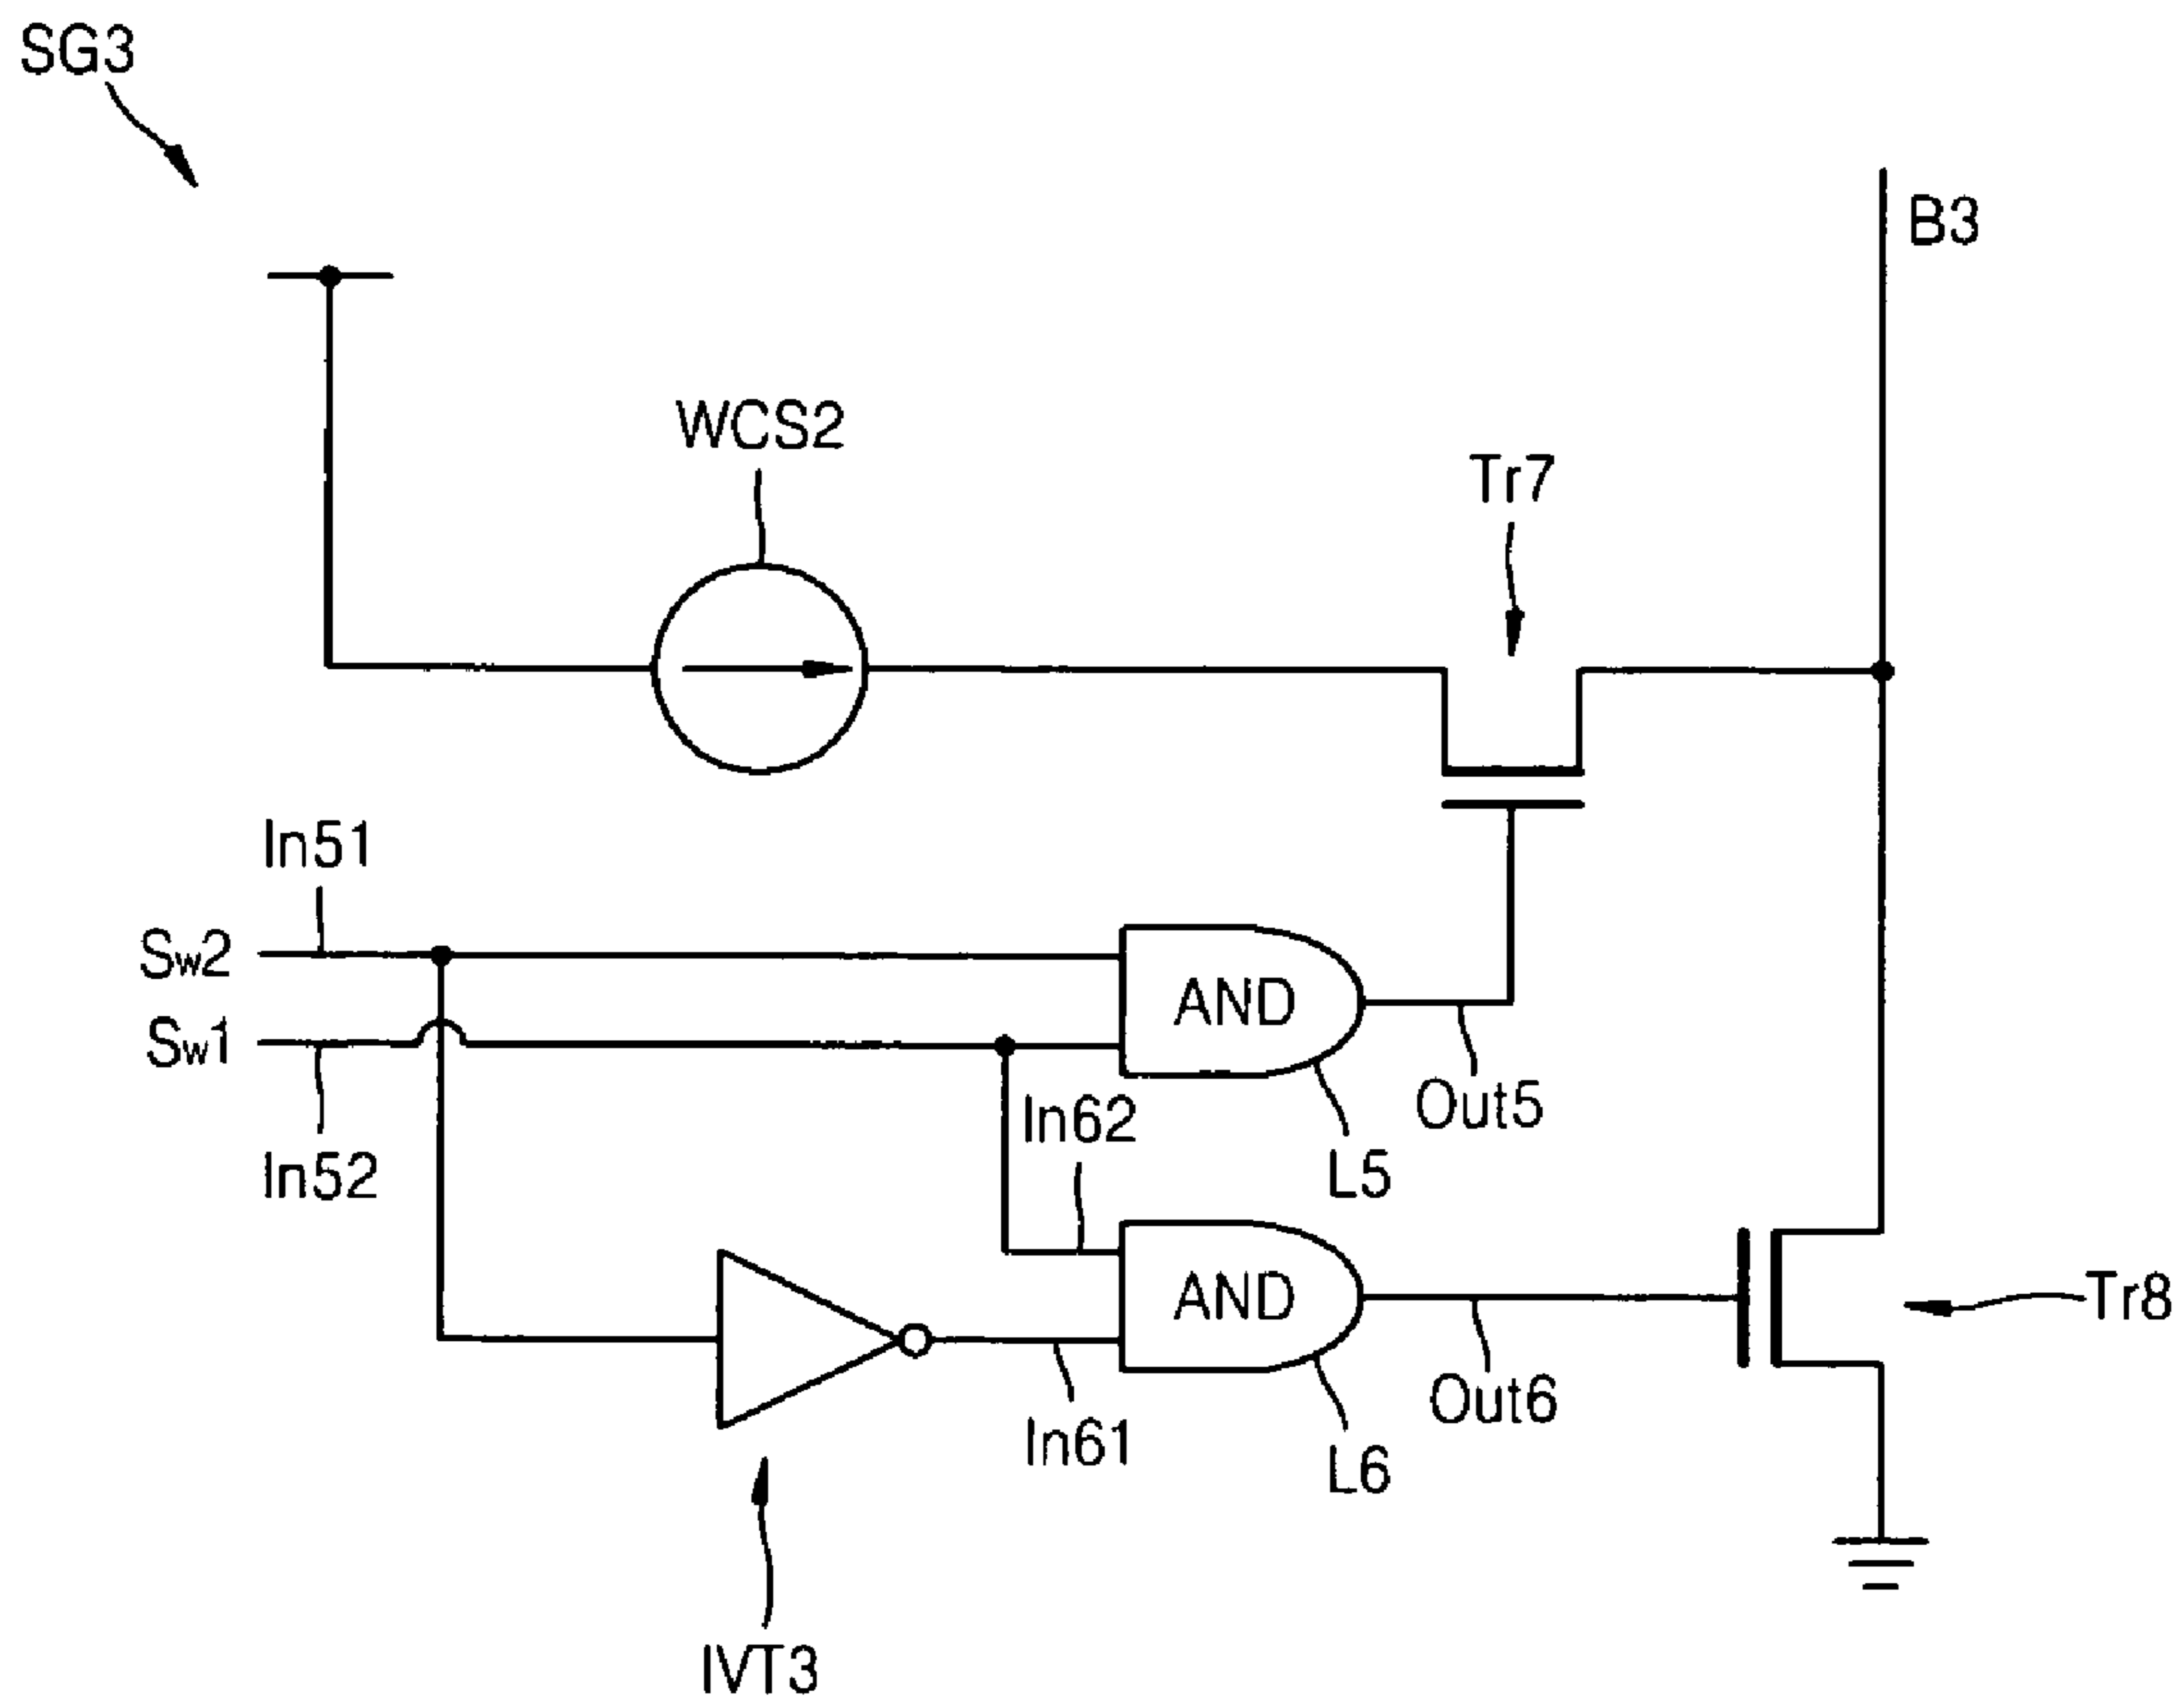 SG3
B3
WCS2
Tr7
In51
Sw2
AND
Sw1
Out5
In62
In52
L5
AND
Tr8
Out6
In61
L6
IVT3